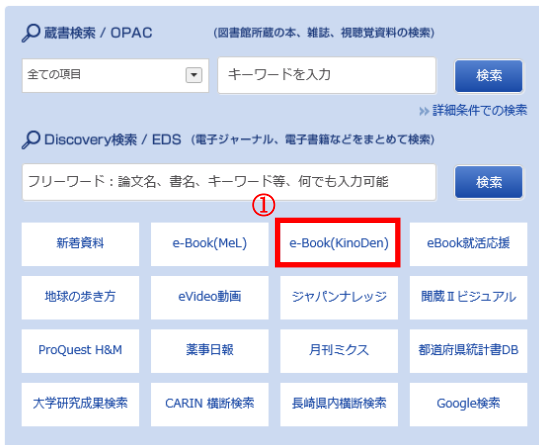 蔵書検索 / OPAC (図書館所蔵の本、雑誌、視聴覚資料の検索)
全ての項目 キーワードを入力 検索
>> 詳細条件での検索
Discovery検索 / EDS (電子ジャーナル、電子書籍などをまとめて検索)
フリーワード：論文名、書名、キーワード等、何でも入力可能 検索
①
新着資料 e-Book(MeL) e-Book(KinoDen) eBook就活応援
地球の歩き方 eVideo動画 ジャパンナレッジ 聞蔵Ⅱビジュアル
ProQuest H&M 薬事日報 月刊ミクス 都道府県統計書DB
大学研究成果検索 CARIN 横断検索 長崎県内横断検索 Google検索